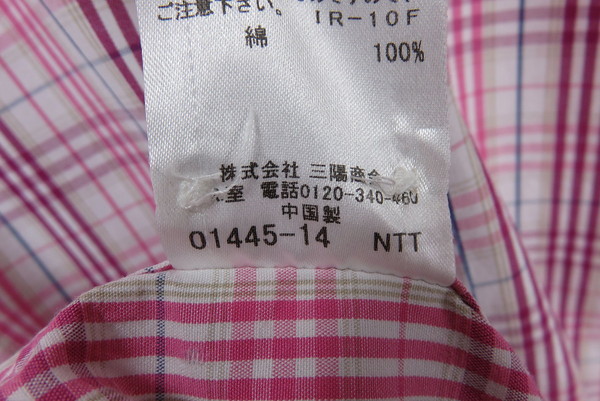 ご注意下さい。 IR-10F
綿 100%
株式会社 三陽商会
室 電話0120-340-460
中国製
01445-14 NTT